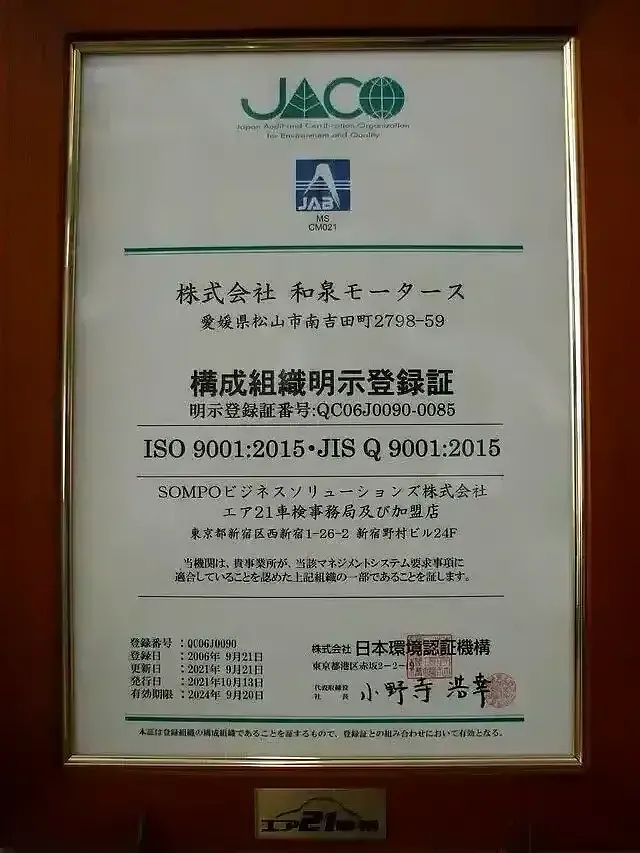 JACO
Japan Audit and Certification Organization
for Environment and Quality
JAB
MS
CM021
株式会社 和泉モータース
愛媛県松山市南吉田町2798-59
構成組織明示登録証
明示登録証番号:QC06J0090-0085
ISO 9001:2015・JIS Q 9001:2015
SOMPOビジネスソリューションズ株式会社
エア21車検事務局及び加盟店
東京都新宿区西新宿1-26-2 新宿野村ビル24F
当機関は、貴事業所が、当該マネジメントシステム要求事項に
適合していることを認めた上記組織の一部であることを証します。
登録番号 :QC06J0090
登録日 :2006年 9月21日
更新日 :2021年 9月21日
発行日 :2021年10月13日
有効期限 :2024年 9月20日
株式会社 日本環境認証機構
東京都港区赤坂2-2-19
代表取締役
社長 小野寺 浩幸
本証は登録組織の構成組織であることを証するもので、登録証との組み合わせにおいて有効となる。
エア21車検